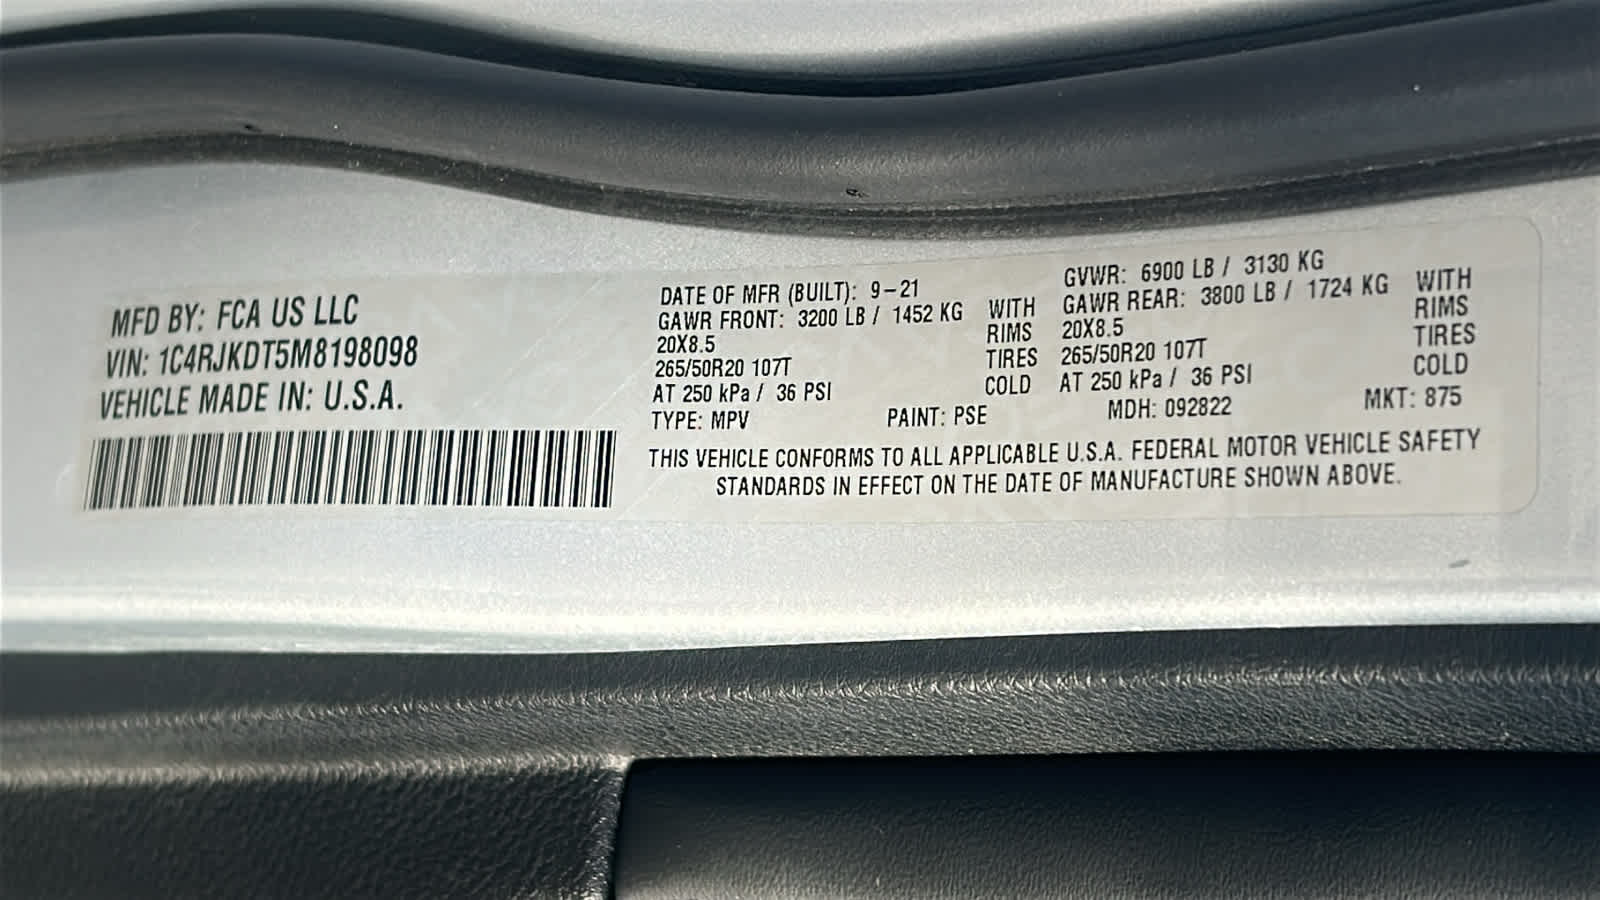 MFD BY: FCA US LLC
VIN: 1C4RJKDT5M8198098
VEHICLE MADE IN: U.S.A.
DATE OF MFR (BUILT): 9-21
GAWR FRONT: 3200 LB / 1452 KG WITH
20X8.5 RIMS
265/50R20 107T TIRES
AT 250 kPa / 36 PSI COLD
GVWR: 6900 LB / 3130 KG
GAWR REAR: 3800 LB / 1724 KG WITH
20X8.5 RIMS
265/50R20 107T TIRES
AT 250 kPa / 36 PSI COLD
TYPE: MPV PAINT: PSE MDH: 092822 MKT: 875
THIS VEHICLE CONFORMS TO ALL APPLICABLE U.S.A. FEDERAL MOTOR VEHICLE SAFETY
STANDARDS IN EFFECT ON THE DATE OF MANUFACTURE SHOWN ABOVE.